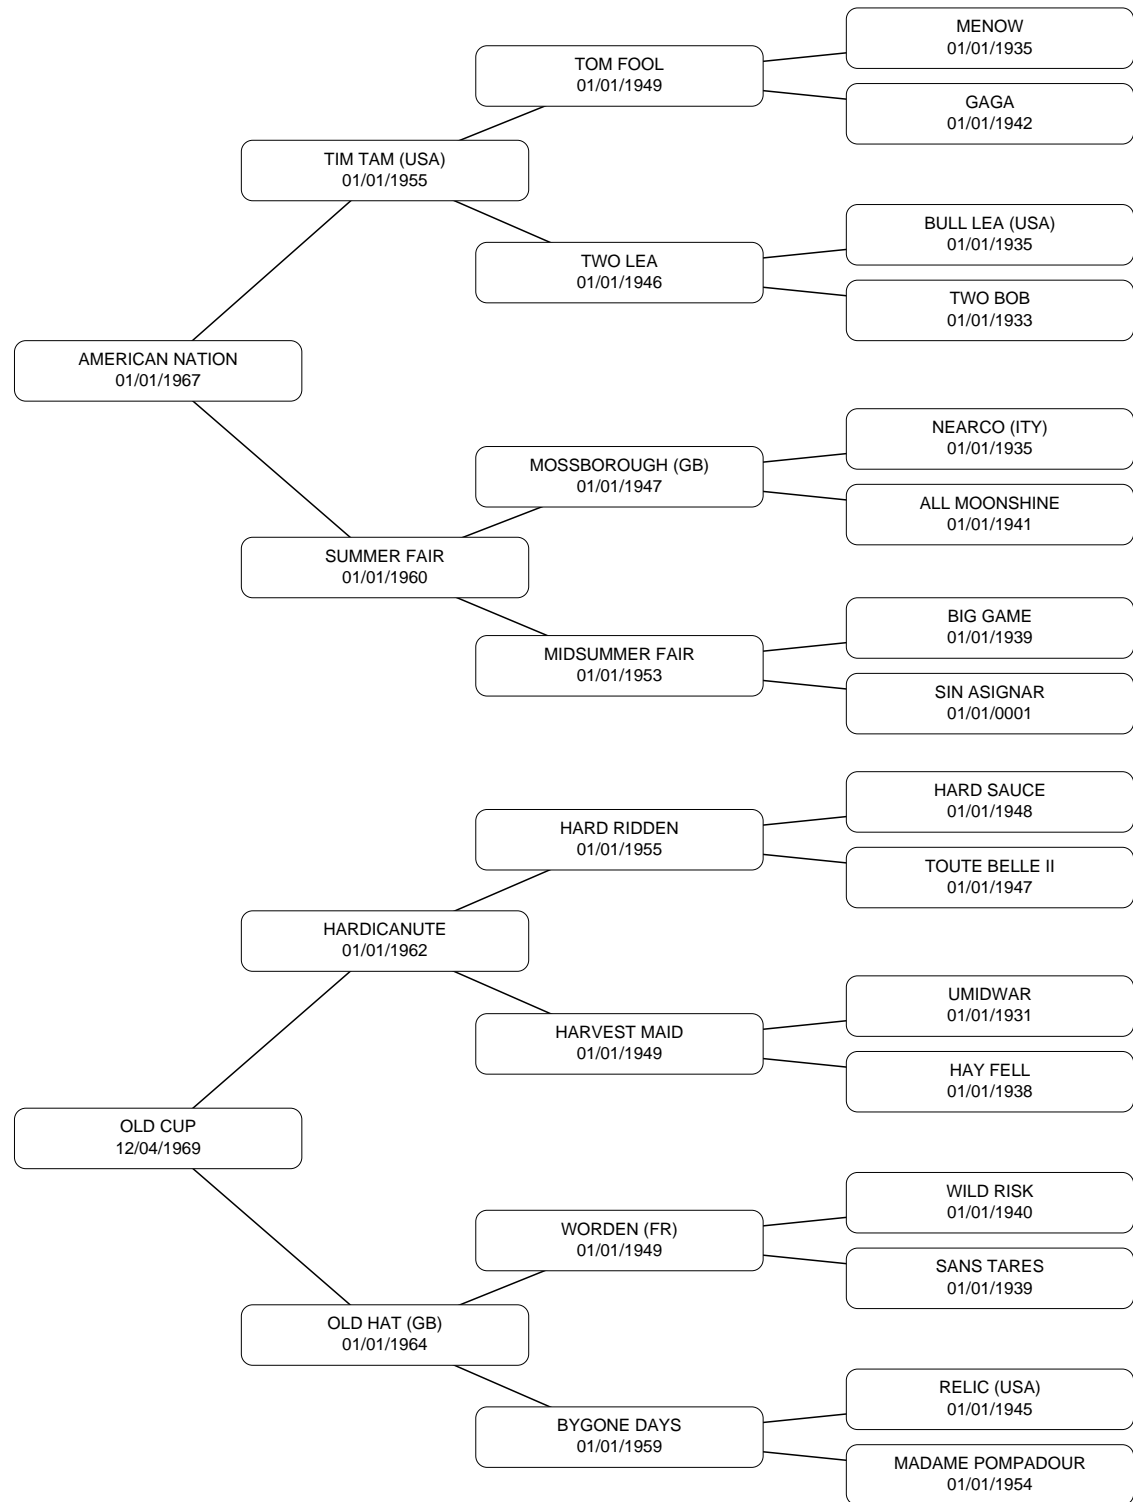 MENOW
01/01/1935
TOM FOOL
01/01/1949
GAGA
01/01/1942
TIM TAM (USA)
01/01/1955
BULL LEA (USA)
01/01/1935
TWO LEA
01/01/1946
TWO BOB
01/01/1933
AMERICAN NATION
01/01/1967
NEARCO (ITY)
01/01/1935
MOSSBOROUGH (GB)
01/01/1947
ALL MOONSHINE
01/01/1941
SUMMER FAIR
01/01/1960
BIG GAME
01/01/1939
MIDSUMMER FAIR
01/01/1953
SIN ASIGNAR
01/01/0001
HARD SAUCE
01/01/1948
HARD RIDDEN
01/01/1955
TOUTE BELLE II
01/01/1947
HARDICANUTE
01/01/1962
UMIDWAR
01/01/1931
HARVEST MAID
01/01/1949
HAY FELL
01/01/1938
OLD CUP
12/04/1969
WILD RISK
01/01/1940
WORDEN (FR)
01/01/1949
SANS TARES
01/01/1939
OLD HAT (GB)
01/01/1964
RELIC (USA)
01/01/1945
BYGONE DAYS
01/01/1959
MADAME POMPADOUR
01/01/1954